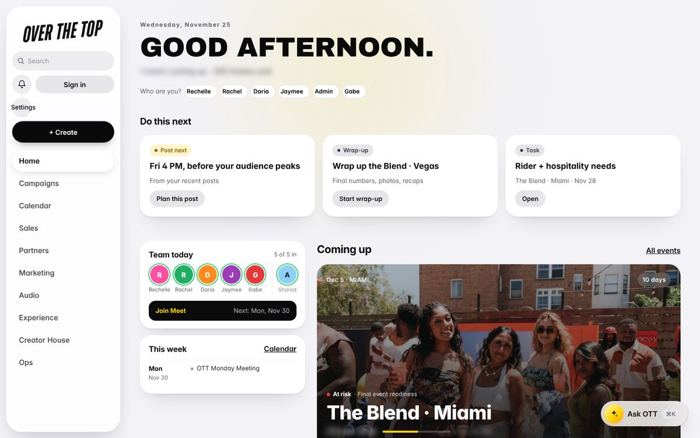 OVER THE TOP
Search
Sign in
Settings
+ Create
Home
Campaigns
Calendar
Sales
Partners
Marketing
Audio
Experience
Creator House
Ops
Wednesday, November 25
GOOD AFTERNOON.
Who are you? Rechelle Rachel Daria Jaymee Admin Gabe
Do this next
Post next
Fri 4 PM, before your audience peaks
From your recent posts
Plan this post
Wrap-up
Wrap up the Blend · Vegas
Final numbers, photos, recaps
Start wrap-up
Task
Rider + hospitality needs
The Blend · Miami · Nov 28
Open
Team today 5 of 5 in
R R D J G A
Rechelle Rachel Daria Jaymee Gabe Shared
Join Meet Next: Mon, Nov 30
This week Calendar
Mon OTT Monday Meeting
Nov 30
Coming up All events
Dec 5 · MIAMI 10 days
At risk · Final event readiness
The Blend · Miami
Ask OTT ⌘K